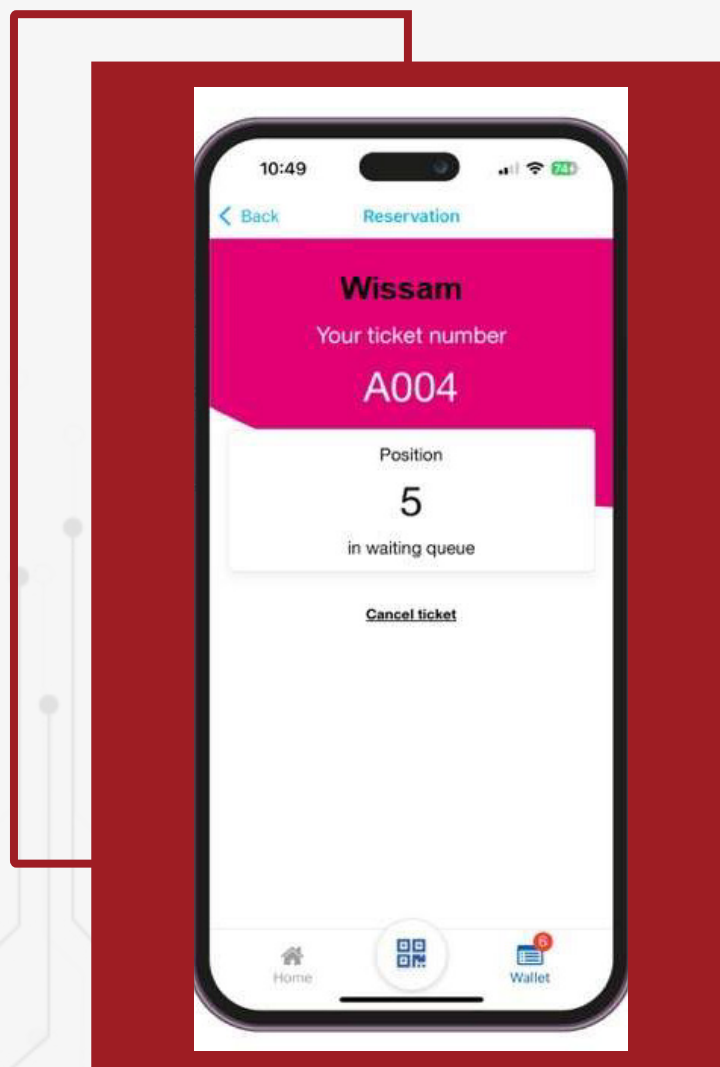 10:49
74
Back
Reservation
Wissam
Your ticket number
A004
Position
5
in waiting queue
Cancel ticket
6
Home
Wallet